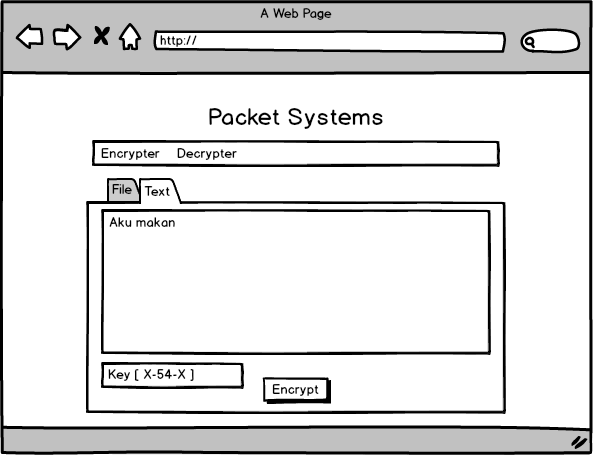 A Web Page
http://
Packet Systems
Encrypter Decrypter
File Text
Aku makan
Key [ X-54-X ]
Encrypt